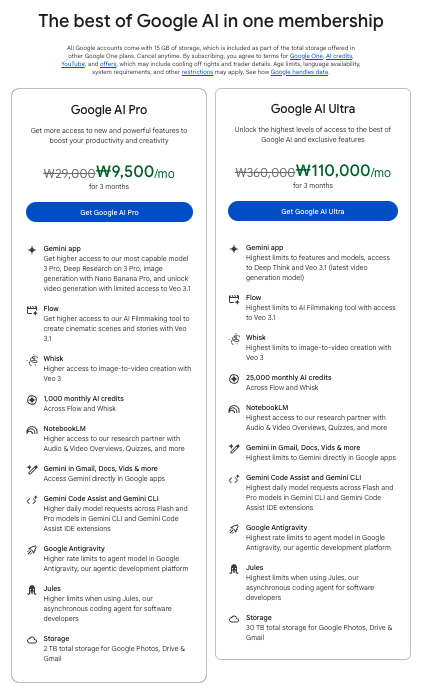 The best of Google AI in one membership
All Google accounts come with 15 GB of storage, which is included as part of the total storage offered in
other Google One plans. Cancel anytime. By subscribing, you agree to terms for Google One, AI credits,
YouTube, and offers, which may include cooling off rights and trader details. Age limits, language availability,
system requirements, and other restrictions may apply. See how Google handles data.
Google AI Pro
Get more access to new and powerful features to
boost your productivity and creativity
₩29,000₩9,500/mo
for 3 months
Get Google AI Pro
Gemini app
Get higher access to our most capable model
3 Pro, Deep Research on 3 Pro, image
generation with Nano Banana Pro, and unlock
video generation with limited access to Veo 3.1
Flow
Get higher access to our AI Filmmaking tool to
create cinematic scenes and stories with Veo
3.1
Whisk
Higher access to image-to-video creation with
Veo 3
1,000 monthly AI credits
Across Flow and Whisk
NotebookLM
Higher access to our research partner with
Audio & Video Overviews, Quizzes, and more
Gemini in Gmail, Docs, Vids & more
Access Gemini directly in Google apps
Gemini Code Assist and Gemini CLI
Higher daily model requests across Flash and
Pro models in Gemini CLI and Gemini Code
Assist IDE extensions
Google Antigravity
Higher rate limits to agent model in Google
Antigravity, our agentic development platform
Jules
Higher limits when using Jules, our
asynchronous coding agent for software
developers
Storage
2 TB total storage for Google Photos, Drive &
Gmail
Google AI Ultra
Unlock the highest levels of access to the best of
Google AI and exclusive features
₩360,000₩110,000/mo
for 3 months
Get Google AI Ultra
Gemini app
Highest limits to features and models, access
to Deep Think and Veo 3.1 (latest video
generation model)
Flow
Highest limits to AI Filmmaking tool with access
to Veo 3.1
Whisk
Highest limits to image-to-video creation with
Veo 3
25,000 monthly AI credits
Across Flow and Whisk
NotebookLM
Highest access to our research partner with
Audio & Video Overviews, Quizzes, and more
Gemini in Gmail, Docs, Vids & more
Highest limits to Gemini directly in Google apps
Gemini Code Assist and Gemini CLI
Highest daily model requests across Flash and
Pro models in Gemini CLI and Gemini Code
Assist IDE extensions
Google Antigravity
Highest rate limits to agent model in Google
Antigravity, our agentic development platform
Jules
Highest limits when using Jules, our
asynchronous coding agent for software
developers
Storage
30 TB total storage for Google Photos, Drive &
Gmail